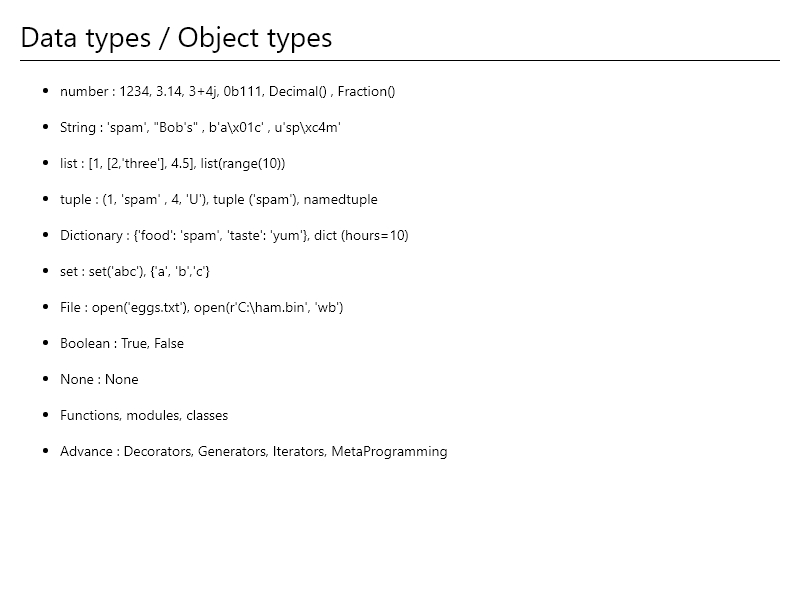 Data types / Object types
• number : 1234, 3.14, 3+4j, 0b111, Decimal() , Fraction()
• String : 'spam', "Bob's" , b'a\x01c' , u'sp\xc4m'
• list : [1, [2,'three'], 4.5], list(range(10))
• tuple : (1, 'spam' , 4, 'U'), tuple ('spam'), namedtuple
• Dictionary : {'food': 'spam', 'taste': 'yum'}, dict (hours=10)
• set : set('abc'), {'a', 'b','c'}
• File : open('eggs.txt'), open(r'C:\ham.bin', 'wb')
• Boolean : True, False
• None : None
• Functions, modules, classes
• Advance : Decorators, Generators, Iterators, MetaProgramming